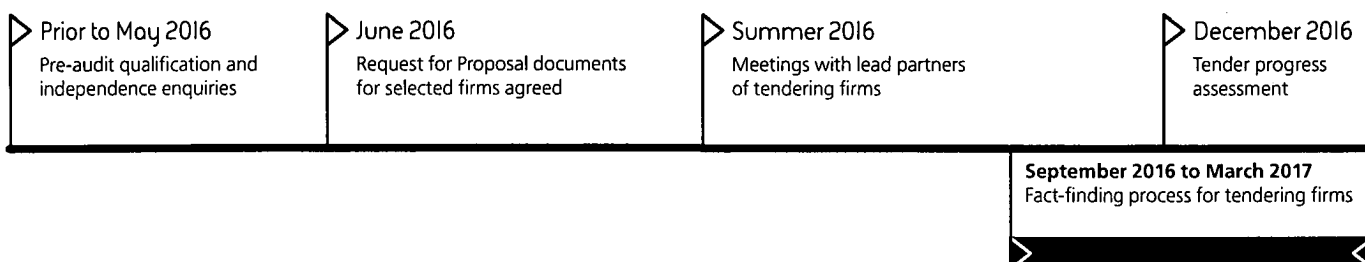 Prior to May 2016
Pre-audit qualification and
independence enquiries
June 2016
Request for Proposal documents
for selected firms agreed
Summer 2016
Meetings with lead partners
of tendering firms
December 2016
Tender progress
assessment
September 2016 to March 2017
Fact-finding process for tendering firms